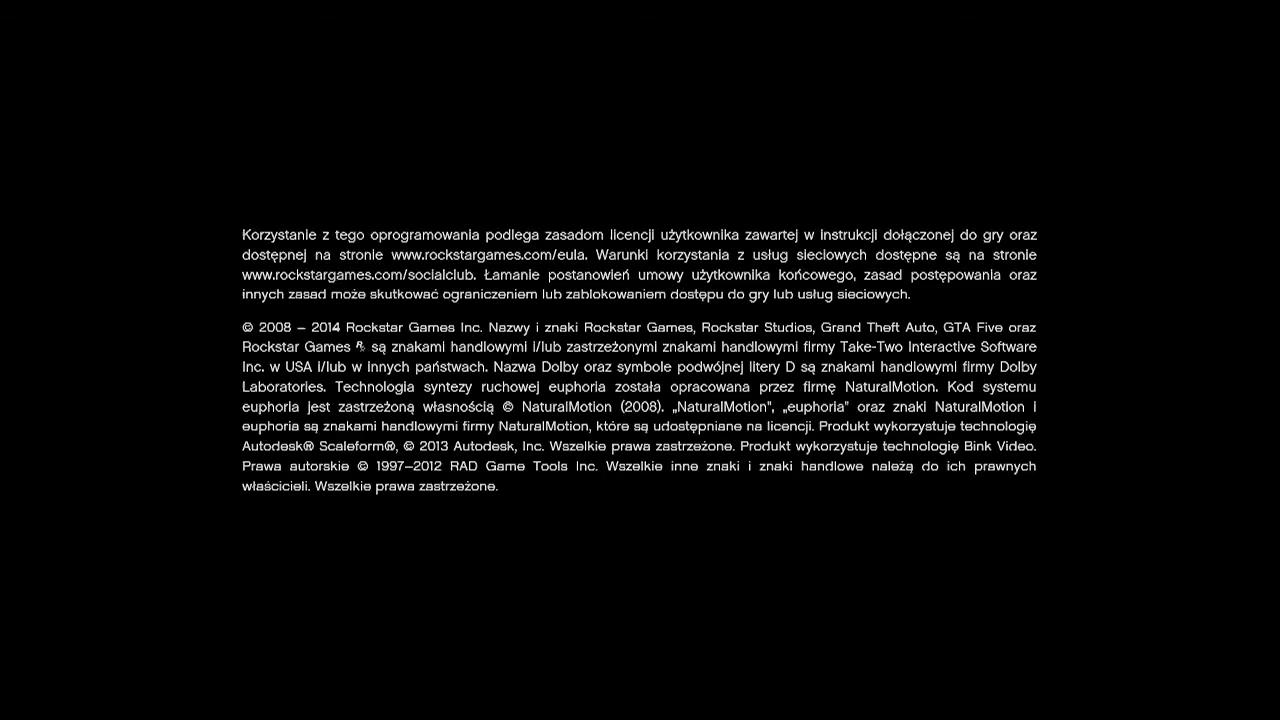 Korzystanie z tego oprogramowania podlega zasadom licencji użytkownika zawartej w instrukcji dołączonej do gry oraz
dostępnej na stronie www.rockstargames.com/eula. Warunki korzystania z usług sieciowych dostępne są na stronie
www.rockstargames.com/socialclub. Łamanie postanowień umowy użytkownika końcowego, zasad postępowania oraz
innych zasad może skutkować ograniczeniem lub zablokowaniem dostępu do gry lub usług sieciowych.
© 2008 – 2014 Rockstar Games Inc. Nazwy i znaki Rockstar Games, Rockstar Studios, Grand Theft Auto, GTA Five oraz
Rockstar Games R* są znakami handlowymi i/lub zastrzeżonymi znakami handlowymi firmy Take-Two Interactive Software
Inc. w USA i/lub w innych państwach. Nazwa Dolby oraz symbole podwójnej litery D są znakami handlowymi firmy Dolby
Laboratories. Technologia syntezy ruchowej euphoria została opracowana przez firmę NaturalMotion. Kod systemu
euphoria jest zastrzeżoną własnością © NaturalMotion (2008). „NaturalMotion", „euphoria" oraz znaki NaturalMotion i
euphoria są znakami handlowymi firmy NaturalMotion, które są udostępniane na licencji. Produkt wykorzystuje technologię
Autodesk® Scaleform®, © 2013 Autodesk, Inc. Wszelkie prawa zastrzeżone. Produkt wykorzystuje technologię Bink Video.
Prawa autorskie © 1997–2012 RAD Game Tools Inc. Wszelkie inne znaki i znaki handlowe należą do ich prawnych
właścicieli. Wszelkie prawa zastrzeżone.